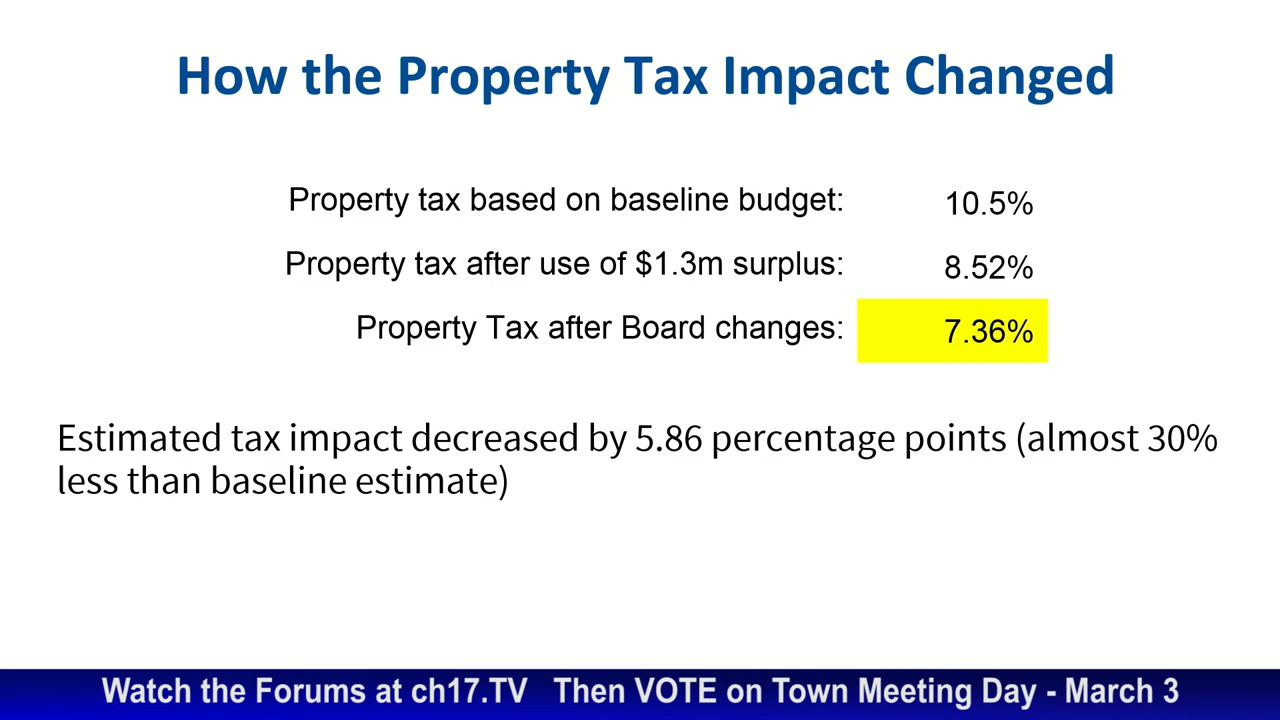 How the Property Tax Impact Changed
Property tax based on baseline budget: 10.5%
Property tax after use of $1.3m surplus: 8.52%
Property Tax after Board changes: 7.36%
Estimated tax impact decreased by 5.86 percentage points (almost 30%
less than baseline estimate)
Watch the Forums at ch17.TV Then VOTE on Town Meeting Day - March 3